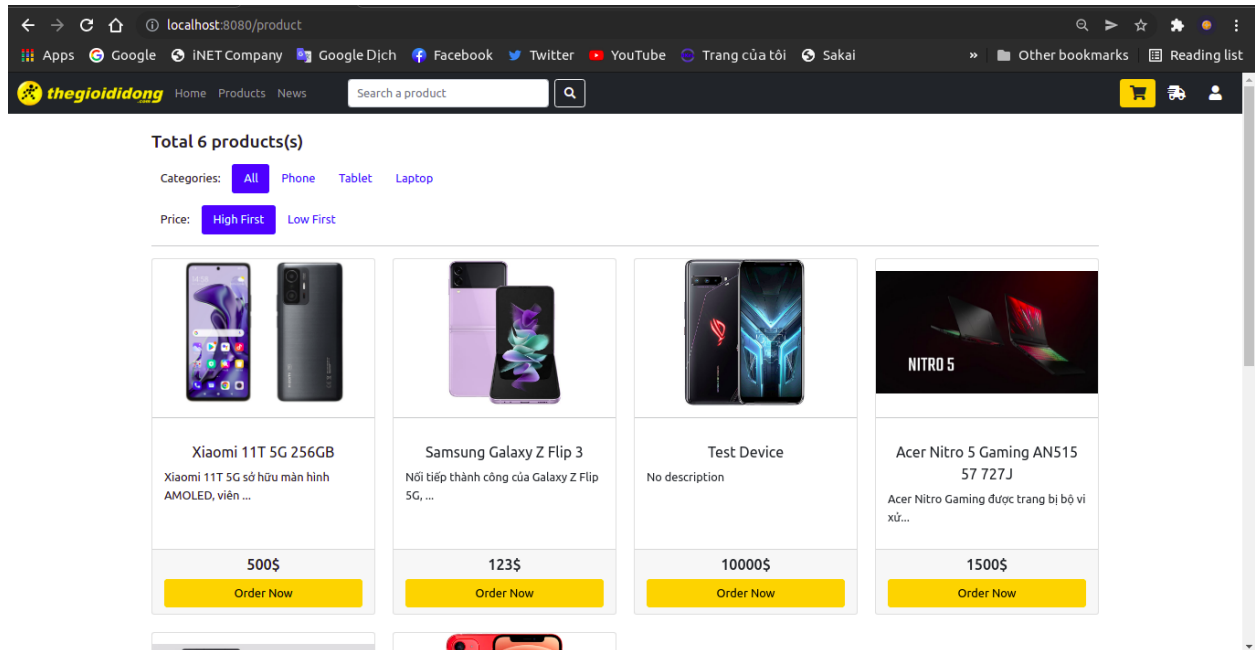 localhost:8080/product
Apps Google iNET Company Google Dịch Facebook Twitter YouTube Trang của tôi Sakai » Other bookmarks Reading list
thegioididong.com Home Products News Search a product
Total 6 products(s)
Categories: All Phone Tablet Laptop
Price: High First Low First
NITRO 5
Xiaomi 11T 5G 256GB
Xiaomi 11T 5G sở hữu màn hình
AMOLED, viên ...
500$
Order Now
Samsung Galaxy Z Flip 3
Nối tiếp thành công của Galaxy Z Flip
5G, ...
123$
Order Now
Test Device
No description
10000$
Order Now
Acer Nitro 5 Gaming AN515
57 727J
Acer Nitro Gaming được trang bị bộ vi
xử...
1500$
Order Now